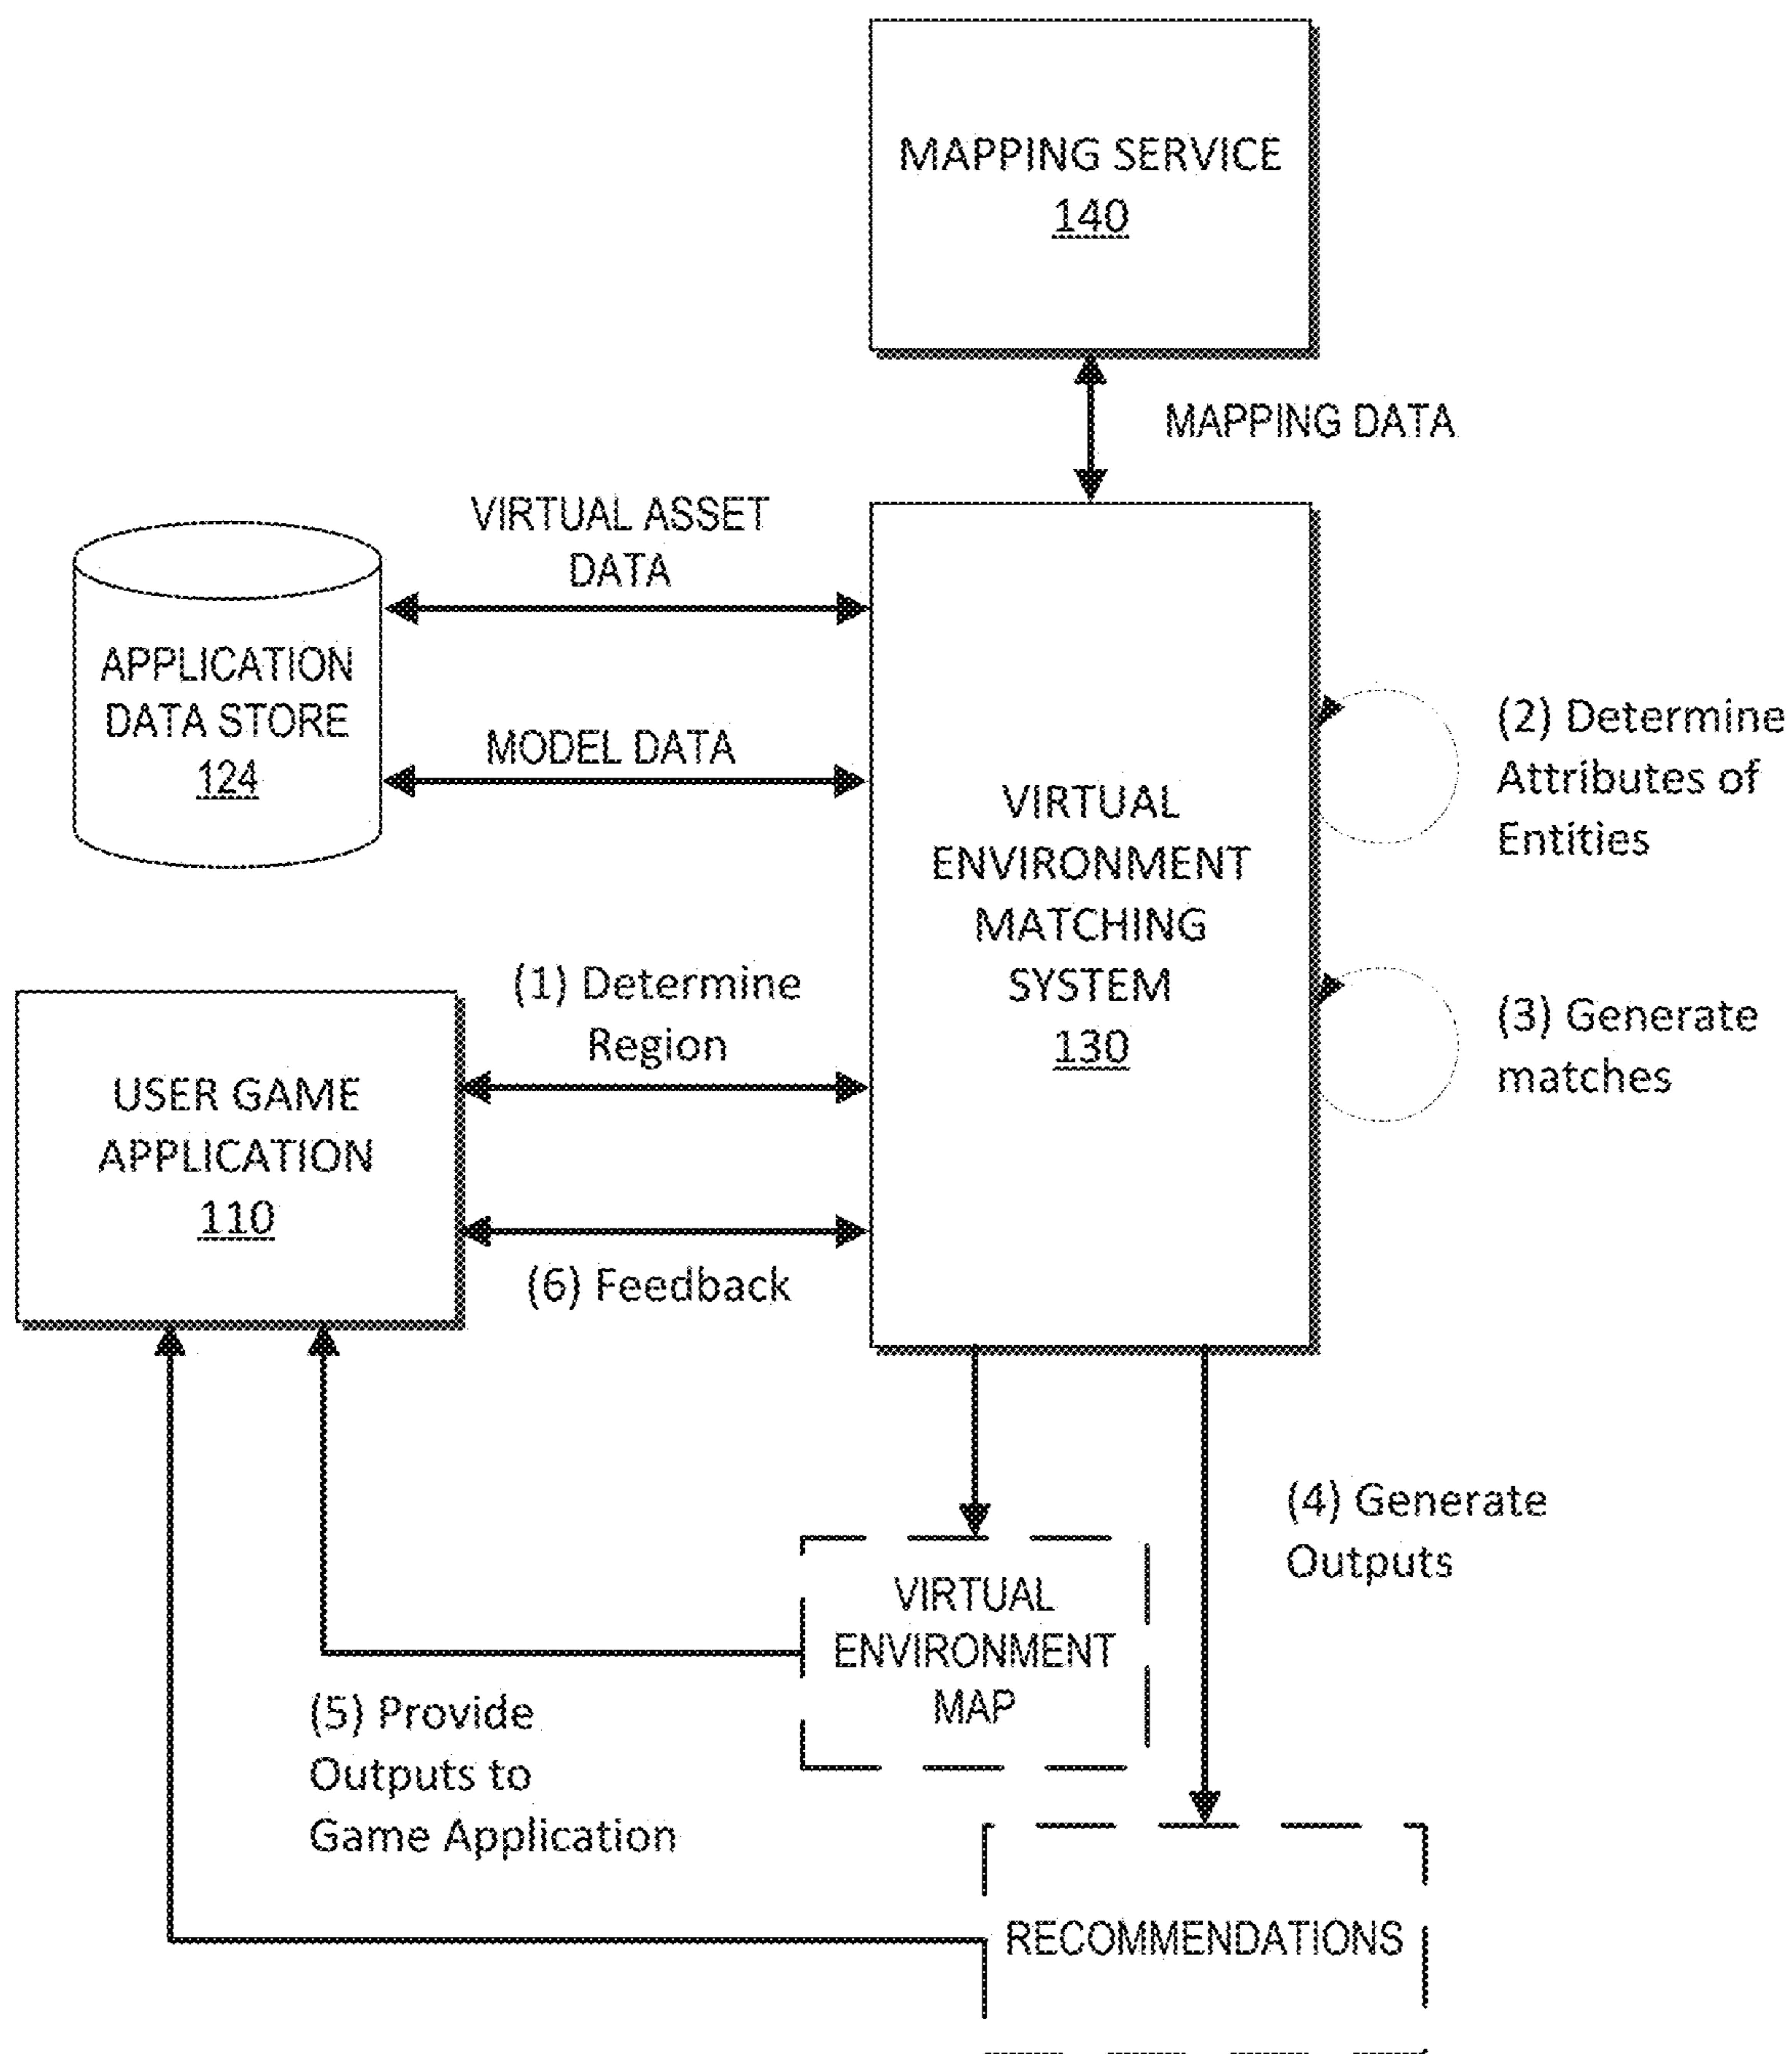 MAPPING SERVICE
140
MAPPING DATA
VIRTUAL ASSET
DATA
APPLICATION
DATA STORE
124
MODEL DATA
VIRTUAL
ENVIRONMENT
MATCHING
SYSTEM
130
(2) Determine
Attributes of
Entities
(1) Determine
Region
(3) Generate
matches
USER GAME
APPLICATION
110
(6) Feedback
(4) Generate
Outputs
VIRTUAL
ENVIRONMENT
MAP
(5) Provide
Outputs to
Game Application
RECOMMENDATIONS